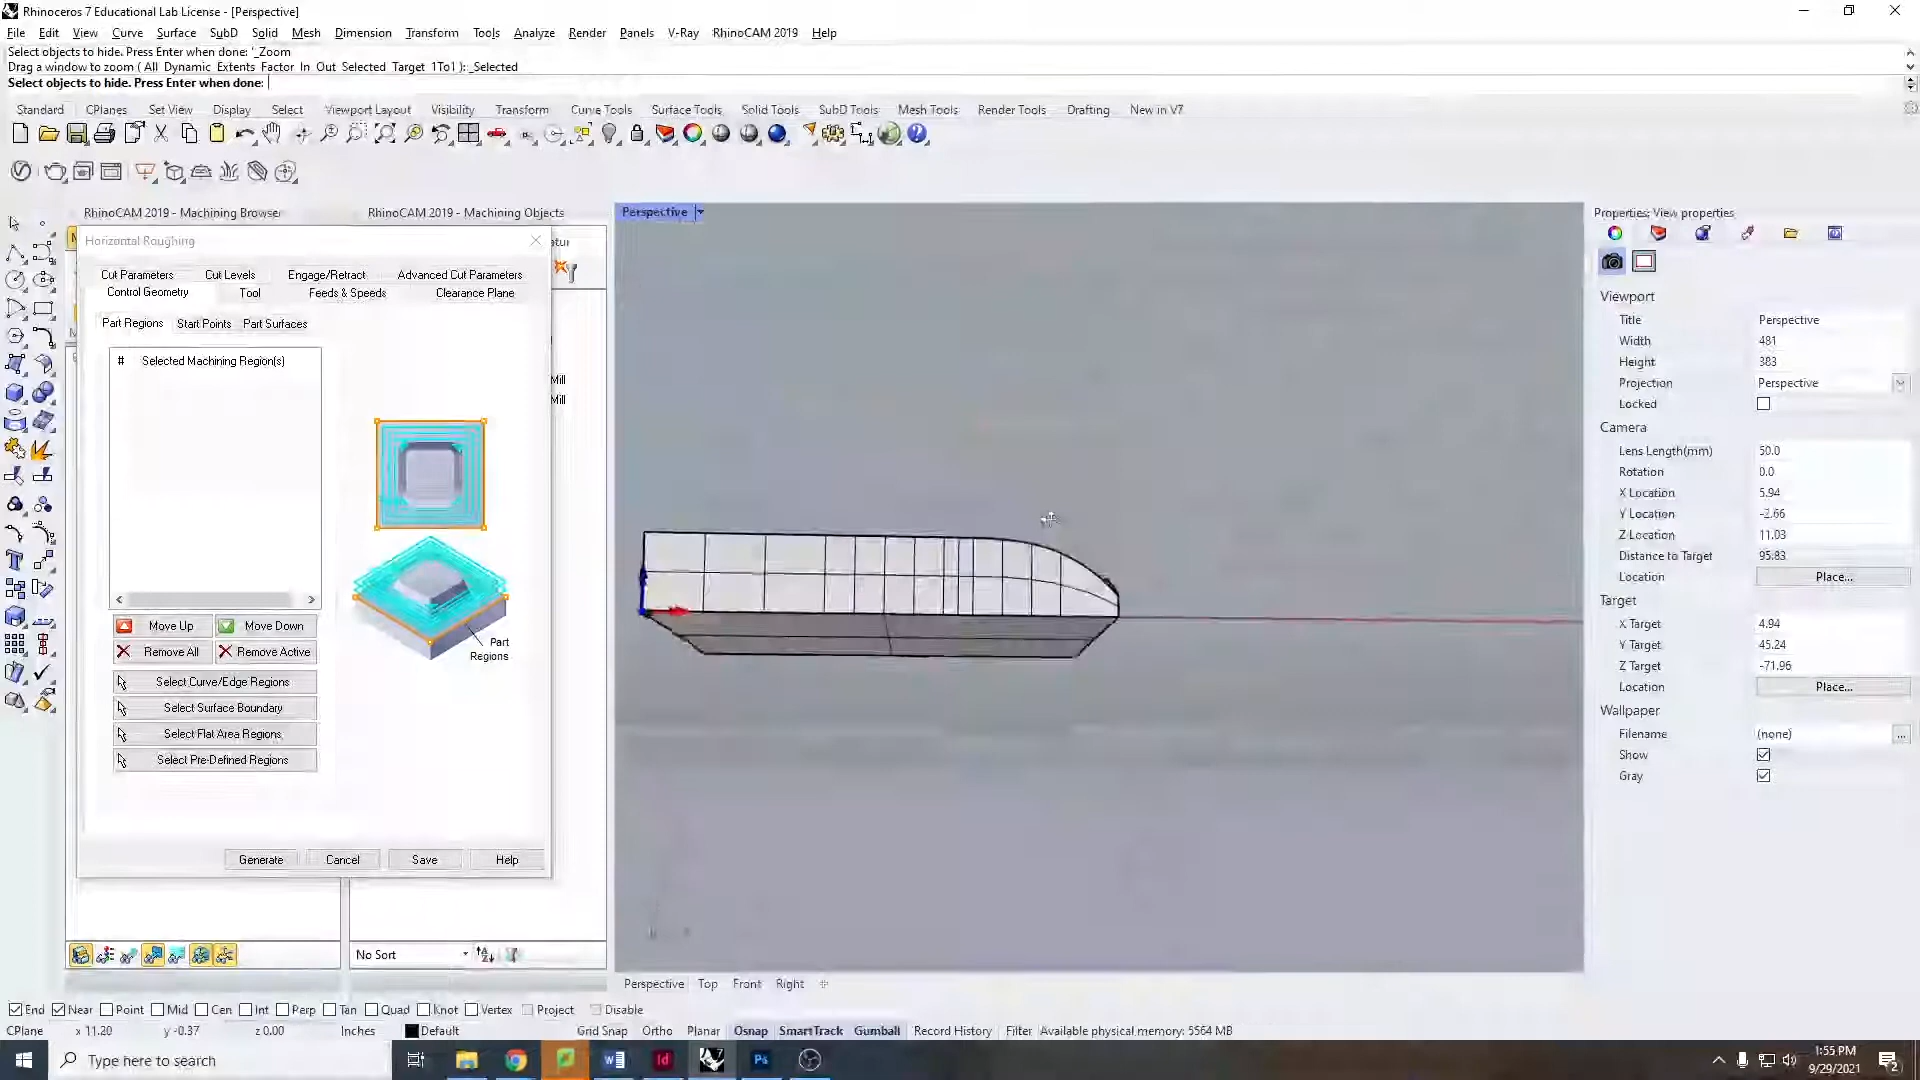 Rhinoceros 7 Educational Lab License - [Perspective]
File Edit View Curve Surface SubD Solid Mesh Dimension Transform Tools Analyze Render Panels V-Ray RhinoCAM 2019 Help
Select objects to hide. Press Enter when done: '_Zoom
Drag a window to zoom ( All Dynamic Extents Factor In Out Selected Target 1To1 ): _Selected
Select objects to hide. Press Enter when done:
Standard CPlanes Set View Display Select Viewport Layout Visibility Transform Curve Tools Surface Tools Solid Tools SubD Tools Mesh Tools Render Tools Drafting New in V7
RhinoCAM 2019 - Machining Browser RhinoCAM 2019 - Machining Objects
Perspective
Properties: View properties
Horizontal Roughing
Cut Parameters Cut Levels Engage/Retract Advanced Cut Parameters
Control Geometry Tool Feeds & Speeds Clearance Plane
Part Regions Start Points Part Surfaces
# Selected Machining Region(s)
Mill
Mill
Part
Regions
Move Up Move Down
Remove All Remove Active
Select Curve/Edge Regions
Select Surface Boundary
Select Flat Area Regions
Select Pre-Defined Regions
Generate Cancel Save Help
No Sort
Viewport
Title Perspective
Width 481
Height 383
Projection Perspective
Locked
Camera
Lens Length(mm) 50.0
Rotation 0.0
X Location 5.94
Y Location -2.66
Z Location 11.03
Distance to Target 95.83
Location Place...
Target
X Target 4.94
Y Target 45.24
Z Target -71.96
Location Place...
Wallpaper
Filename (none) ...
Show
Gray
Perspective Top Front Right
End Near Point Mid Cen Int Perp Tan Quad Knot Vertex Project Disable
CPlane x 11.20 y -0.37 z 0.00 Inches Default Grid Snap Ortho Planar Osnap SmartTrack Gumball Record History Filter Available physical memory: 5564 MB
Type here to search
1:55 PM
9/29/2021
2